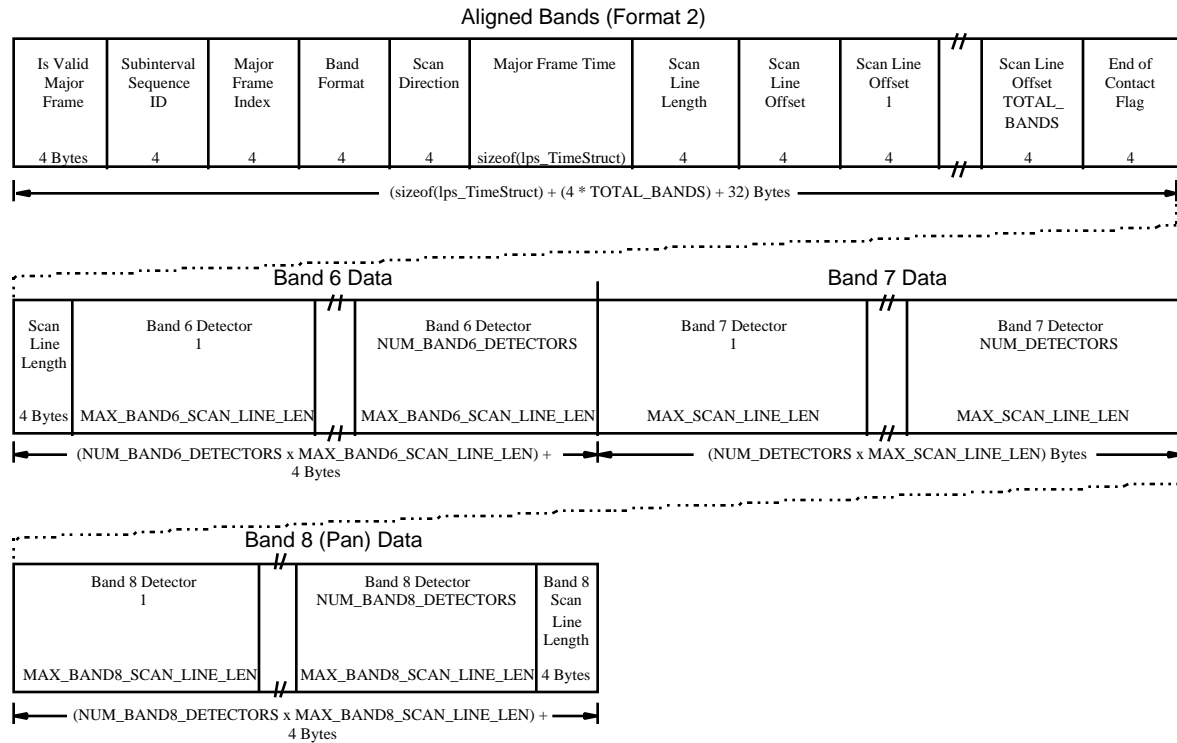 Aligned Bands (Format 2)
Is Valid
Major
Frame
4 Bytes
Subinterval
Sequence
ID
4
Major
Frame
Index
4
Band
Format
4
Scan
Direction
4
Major Frame Time
sizeof(lps_TimeStruct)
Scan
Line
Length
4
Scan
Line
Offset
4
Scan Line
Offset
1
4
Scan Line
Offset
TOTAL_
BANDS
4
End of
Contact
Flag
4
(sizeof(lps_TimeStruct) + (4 * TOTAL_BANDS) + 32) Bytes
Band 6 Data
Band 7 Data
Scan
Line
Length
4 Bytes
Band 6 Detector
1
MAX_BAND6_SCAN_LINE_LEN
Band 6 Detector
NUM_BAND6_DETECTORS
MAX_BAND6_SCAN_LINE_LEN
Band 7 Detector
1
MAX_SCAN_LINE_LEN
Band 7 Detector
NUM_DETECTORS
MAX_SCAN_LINE_LEN
(NUM_BAND6_DETECTORS x MAX_BAND6_SCAN_LINE_LEN) +
4 Bytes
(NUM_DETECTORS x MAX_SCAN_LINE_LEN) Bytes
Band 8 (Pan) Data
Band 8 Detector
1
MAX_BAND8_SCAN_LINE_LEN
Band 8 Detector
NUM_BAND8_DETECTORS
MAX_BAND8_SCAN_LINE_LEN
Band 8
Scan
Line
Length
4 Bytes
(NUM_BAND8_DETECTORS x MAX_BAND8_SCAN_LINE_LEN) +
4 Bytes